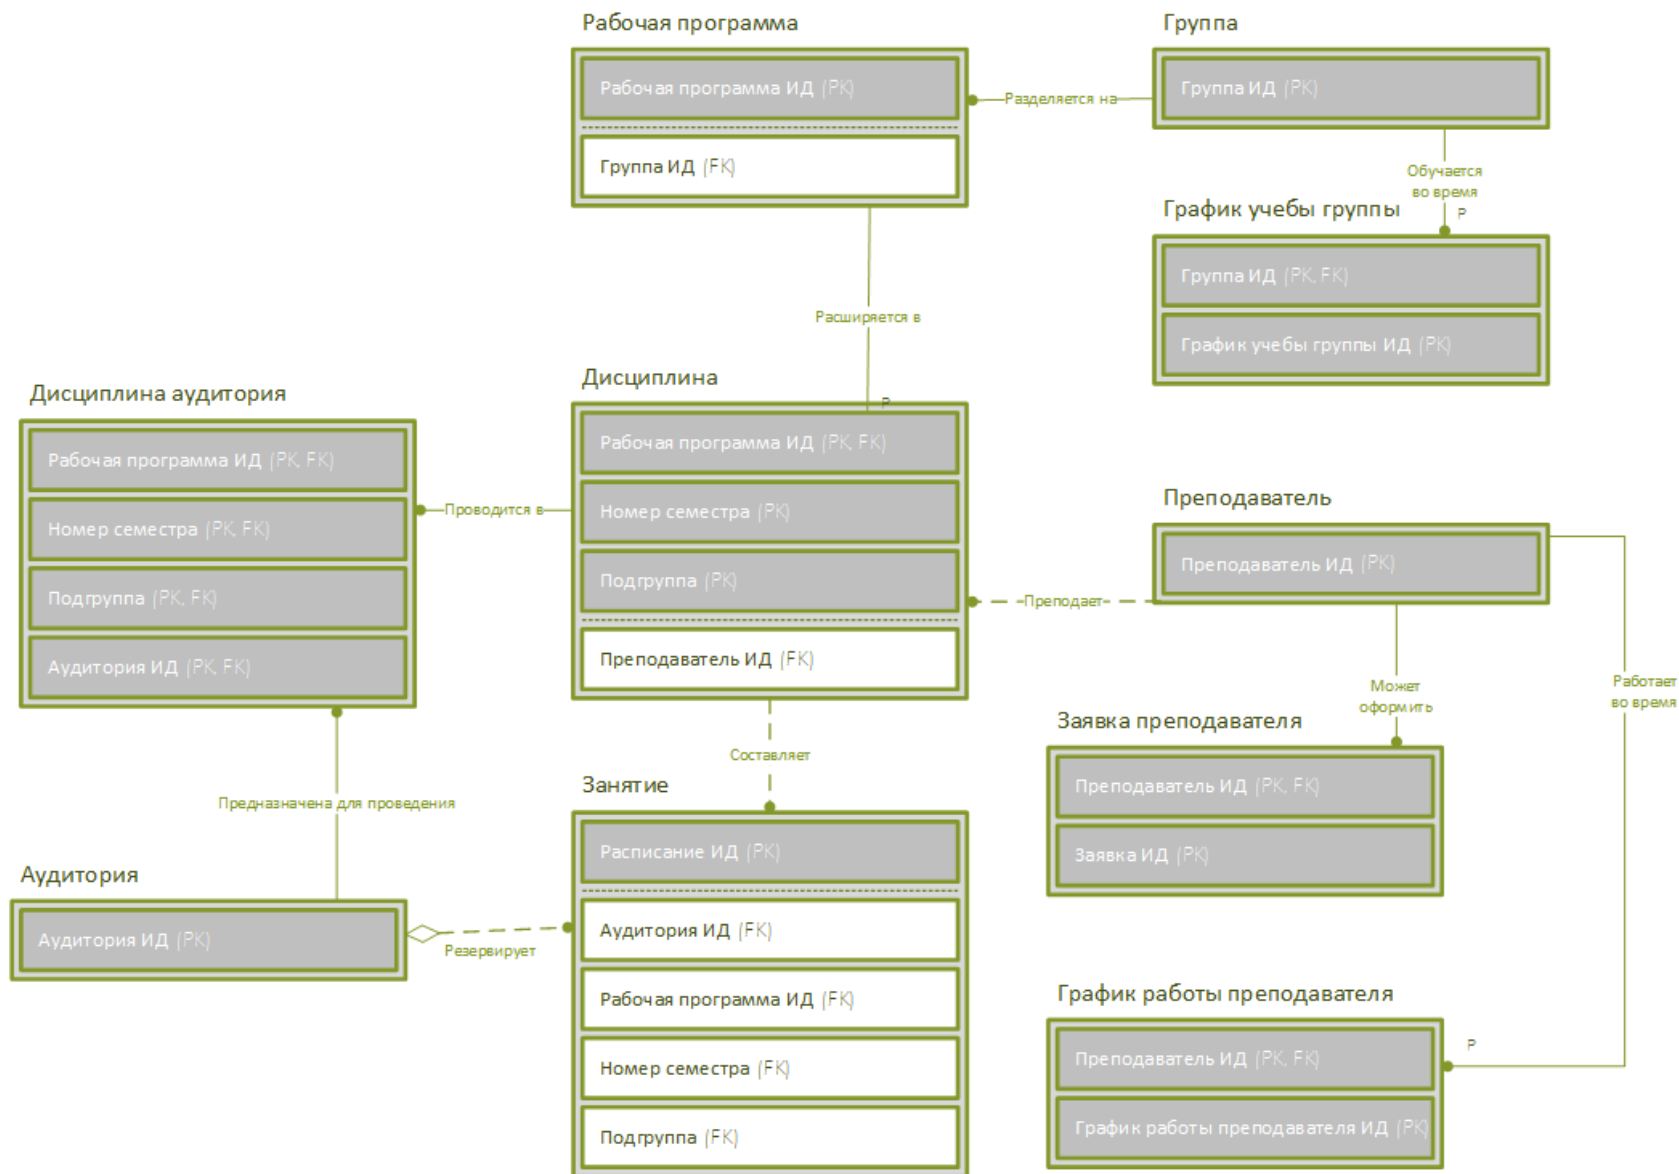 Рабочая программа
Рабочая программа ИД (PK)
Группа ИД (FK)
Разделяется на
Группа
Группа ИД (PK)
Обучается
во время
P
График учебы группы
Группа ИД (PK, FK)
График учебы группы ИД (PK)
Расширяется в
P
Дисциплина аудитория
Рабочая программа ИД (PK, FK)
Номер семестра (PK, FK)
Подгруппа (PK, FK)
Аудитория ИД (PK, FK)
Проводится в
Дисциплина
Рабочая программа ИД (PK, FK)
Номер семестра (PK)
Подгруппа (PK)
Преподаватель ИД (FK)
Преподает
Преподаватель
Преподаватель ИД (PK)
Может
оформить
Работает
во время
Заявка преподавателя
Преподаватель ИД (PK, FK)
Заявка ИД (PK)
Составляет
Предназначена для проведения
Аудитория
Аудитория ИД (PK)
Резервирует
Занятие
Расписание ИД (PK)
Аудитория ИД (FK)
Рабочая программа ИД (FK)
Номер семестра (FK)
Подгруппа (FK)
График работы преподавателя
P
Преподаватель ИД (PK, FK)
График работы преподавателя ИД (PK)